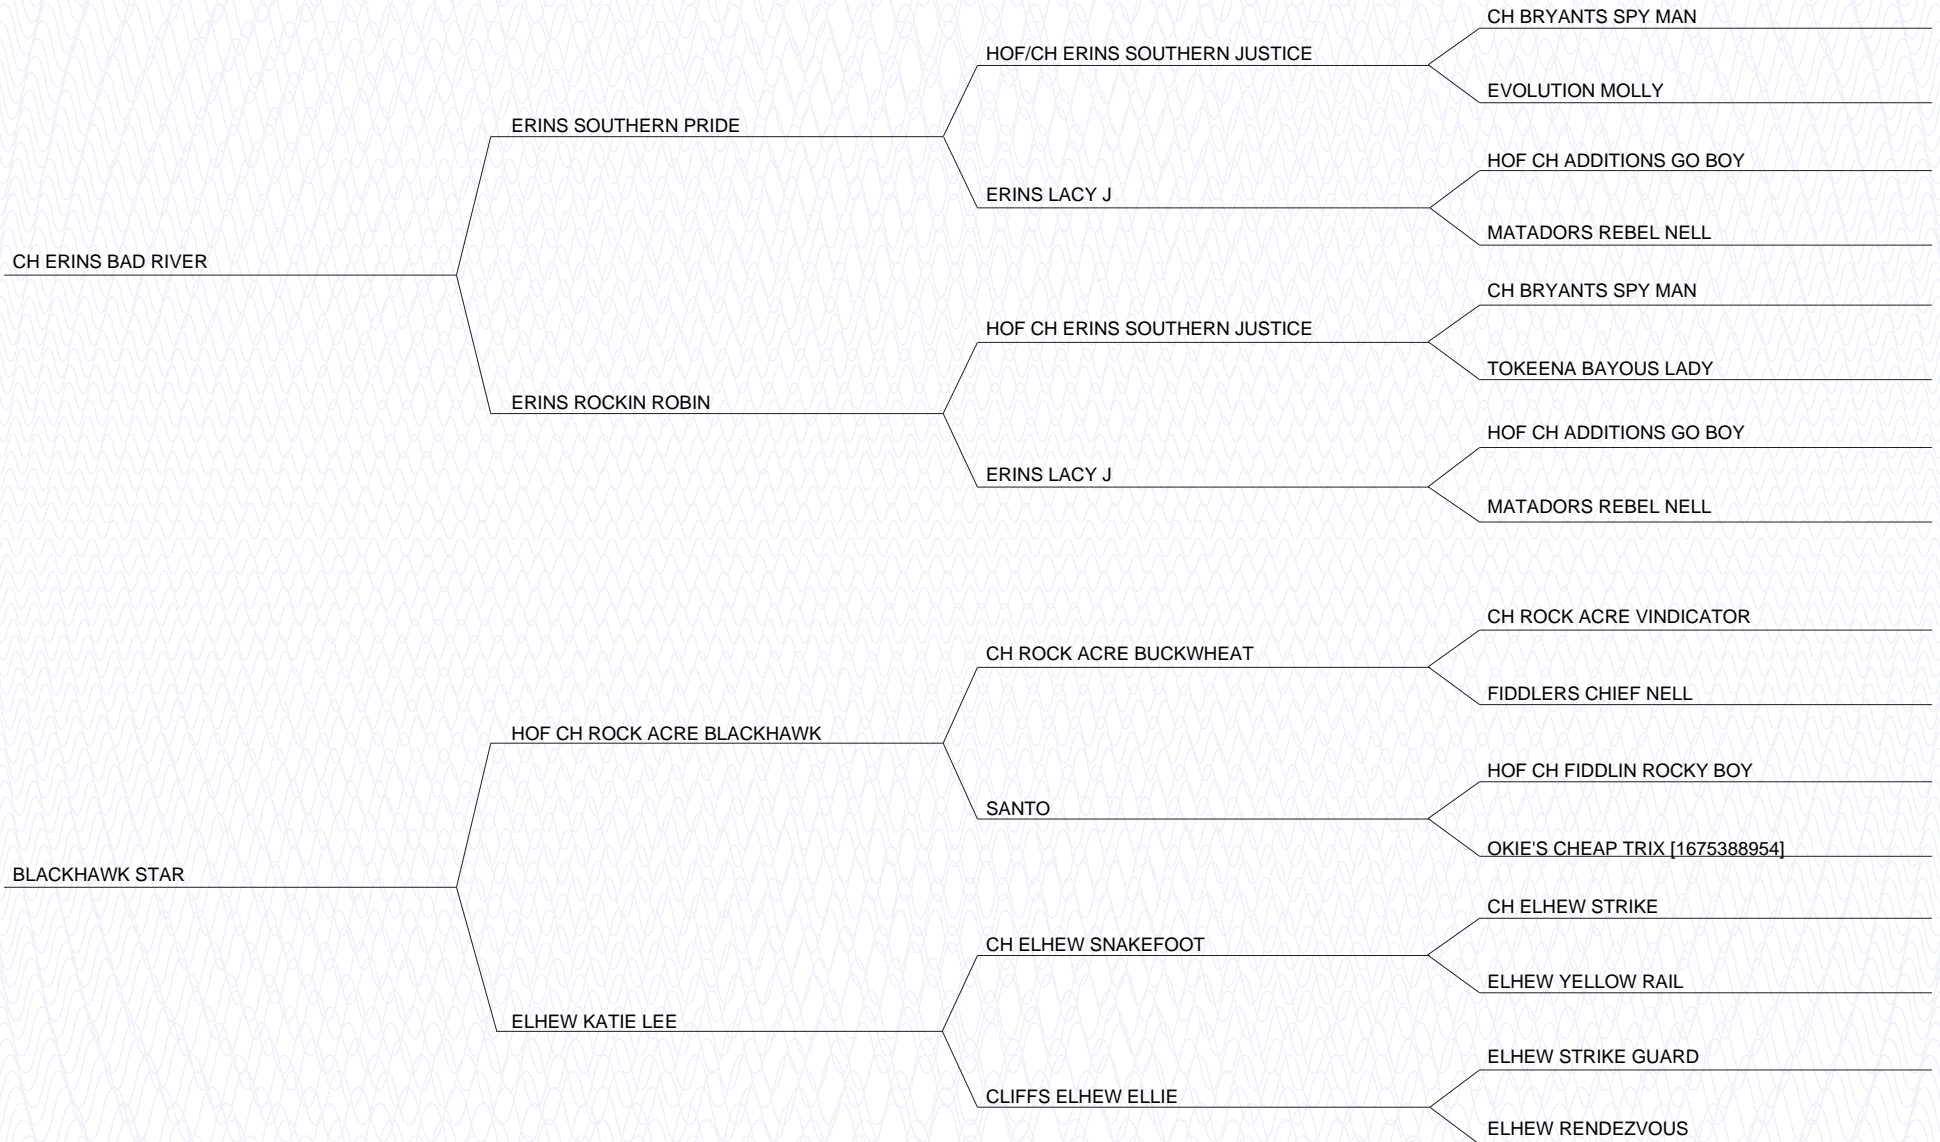 CH BRYANTS SPY MAN
HOF/CH ERINS SOUTHERN JUSTICE
EVOLUTION MOLLY
ERINS SOUTHERN PRIDE
HOF CH ADDITIONS GO BOY
ERINS LACY J
MATADORS REBEL NELL
CH ERINS BAD RIVER
CH BRYANTS SPY MAN
HOF CH ERINS SOUTHERN JUSTICE
TOKEENA BAYOUS LADY
ERINS ROCKIN ROBIN
HOF CH ADDITIONS GO BOY
ERINS LACY J
MATADORS REBEL NELL
CH ROCK ACRE VINDICATOR
CH ROCK ACRE BUCKWHEAT
FIDDLERS CHIEF NELL
HOF CH ROCK ACRE BLACKHAWK
HOF CH FIDDLIN ROCKY BOY
SANTO
OKIE'S CHEAP TRIX [1675388954]
BLACKHAWK STAR
CH ELHEW STRIKE
CH ELHEW SNAKEFOOT
ELHEW YELLOW RAIL
ELHEW KATIE LEE
ELHEW STRIKE GUARD
CLIFFS ELHEW ELLIE
ELHEW RENDEZVOUS